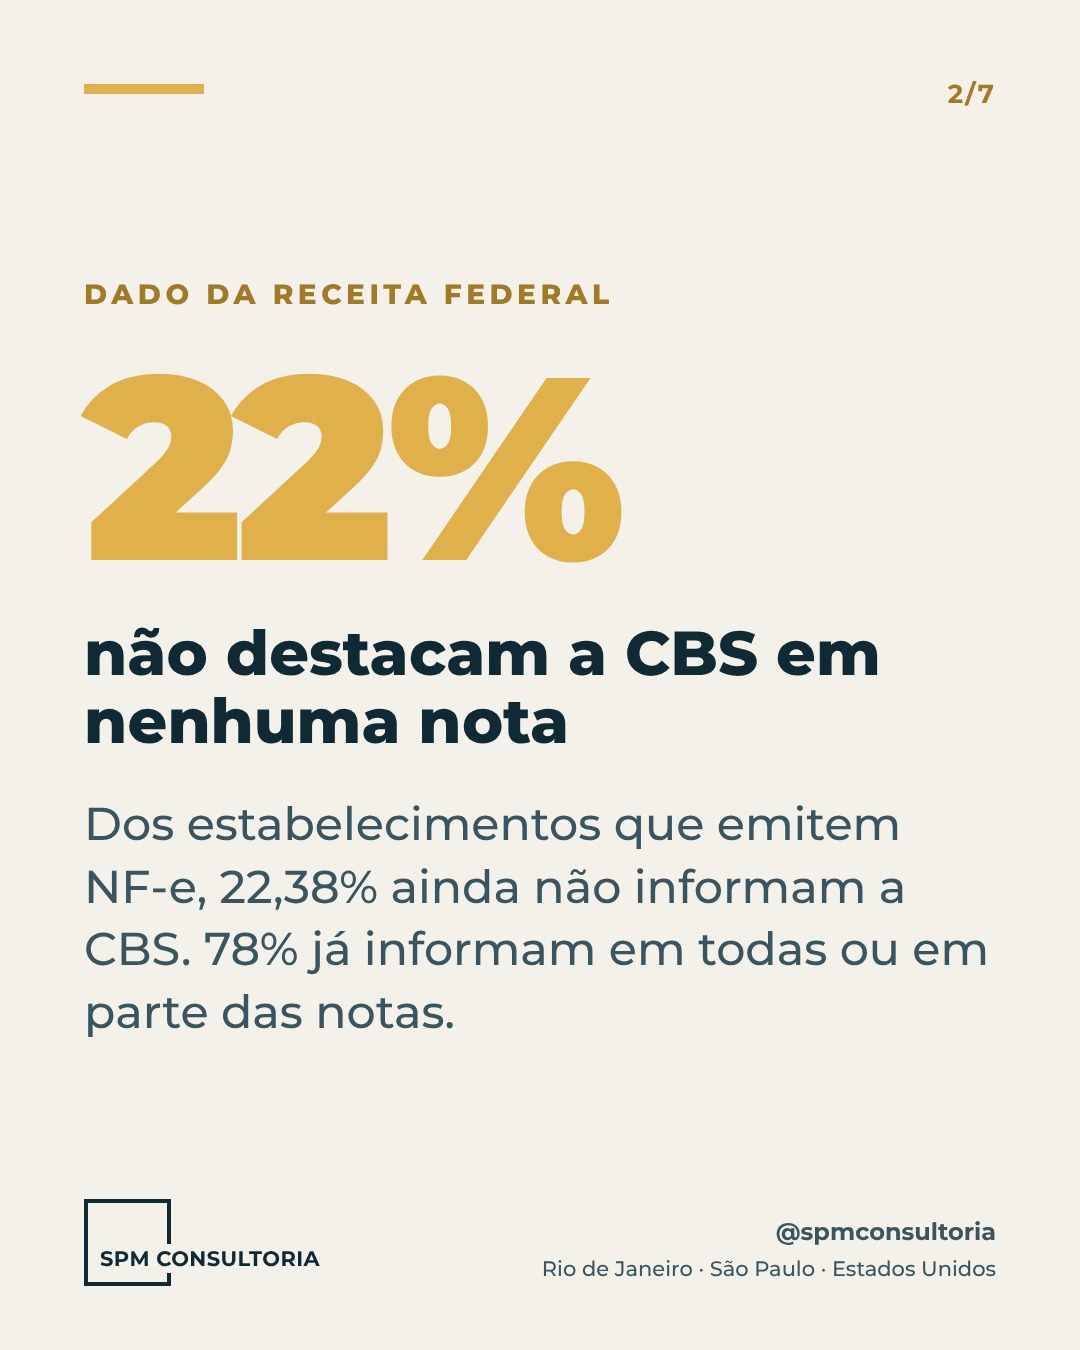 2/7
DADO DA RECEITA FEDERAL
22%
não destacam a CBS em
nenhuma nota
Dos estabelecimentos que emitem
NF-e, 22,38% ainda não informam a
CBS. 78% já informam em todas ou em
parte das notas.
SPM CONSULTORIA
@spmconsultoria
Rio de Janeiro · São Paulo · Estados Unidos